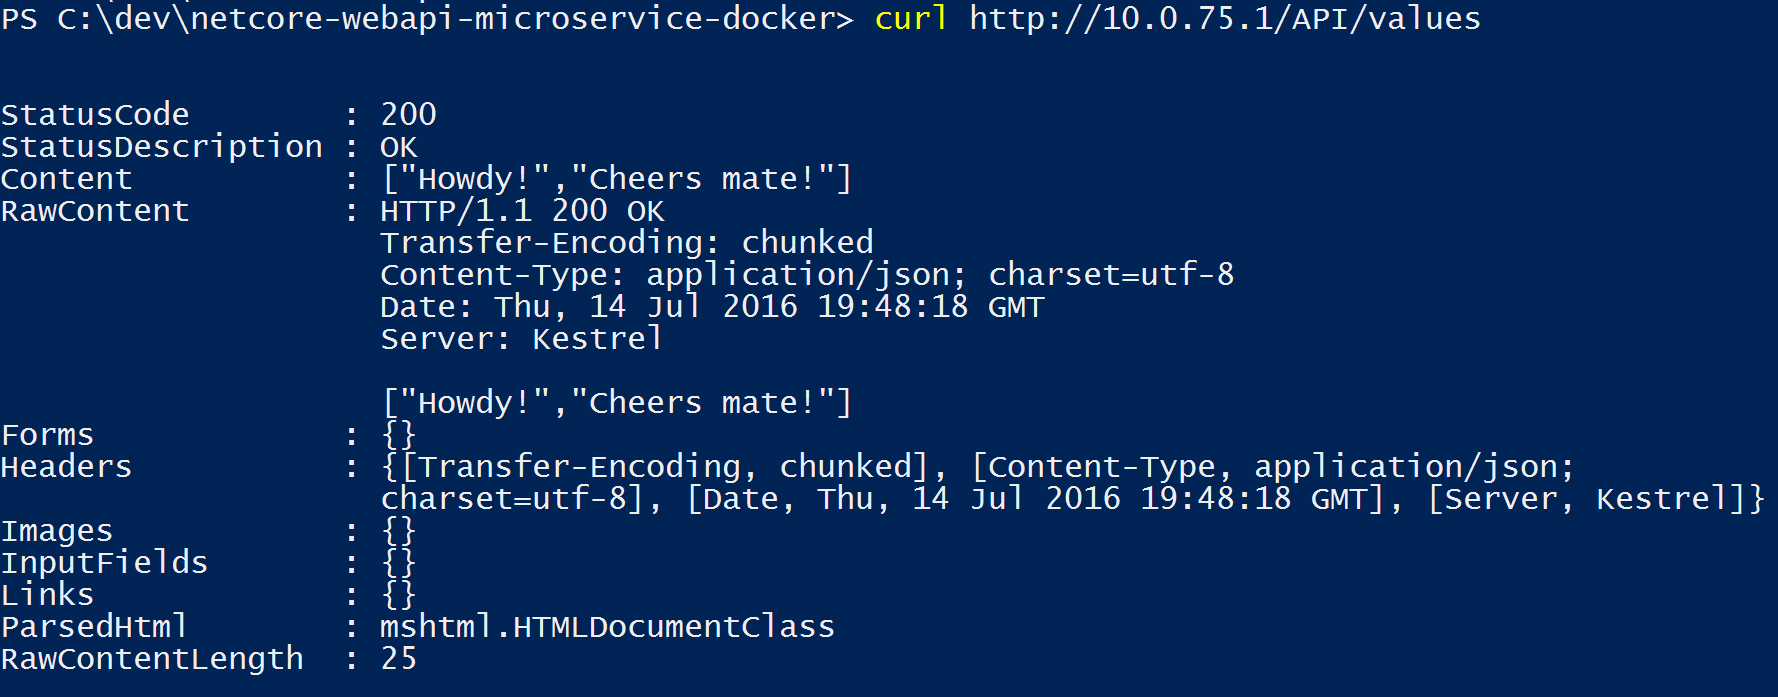 PS C:\dev\netcore-webapi-microservice-docker> curl http://10.0.75.1/API/values
StatusCode : 200
StatusDescription : OK
Content : ["Howdy!","Cheers mate!"]
RawContent : HTTP/1.1 200 OK
Transfer-Encoding: chunked
Content-Type: application/json; charset=utf-8
Date: Thu, 14 Jul 2016 19:48:18 GMT
Server: Kestrel
["Howdy!","Cheers mate!"]
Forms : {}
Headers : {[Transfer-Encoding, chunked], [Content-Type, application/json;
charset=utf-8], [Date, Thu, 14 Jul 2016 19:48:18 GMT], [Server, Kestrel]}
Images : {}
InputFields : {}
Links : {}
ParsedHtml : mshtml.HTMLDocumentClass
RawContentLength : 25